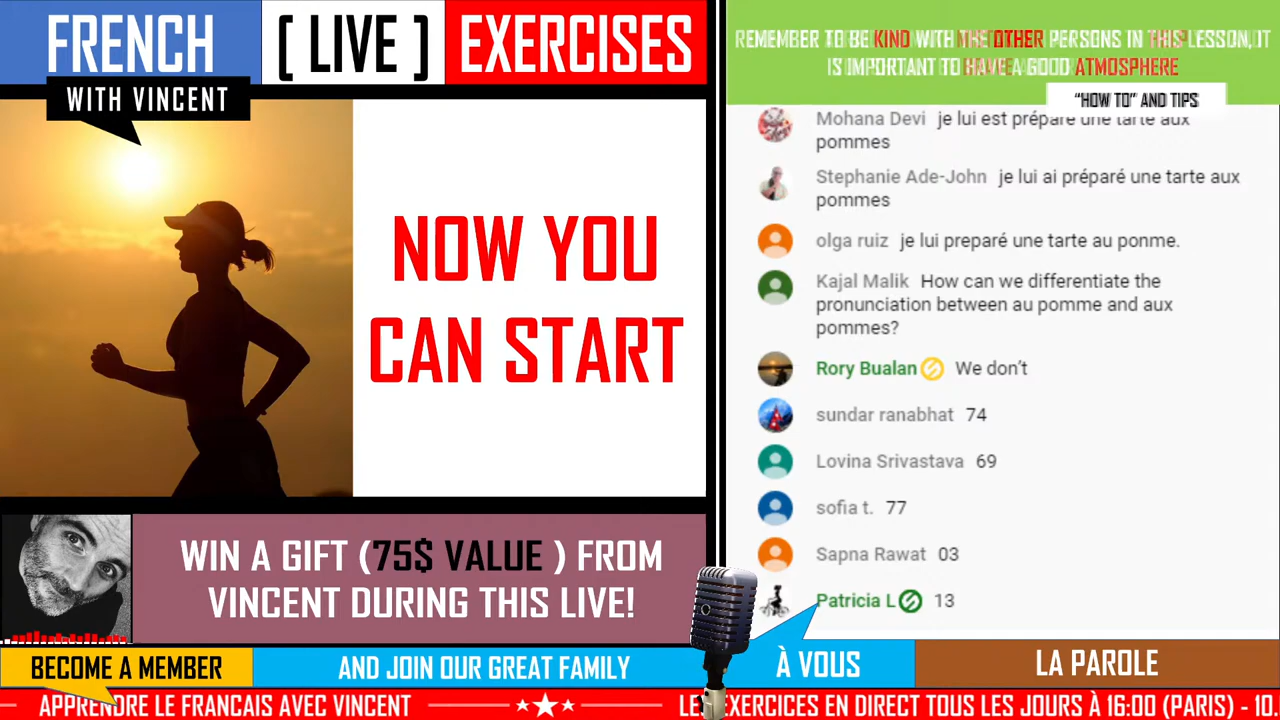 FRENCH
[ LIVE ]
EXERCISES
WITH VINCENT
NOW YOU
CAN START
WIN A GIFT (75$ VALUE ) FROM
VINCENT DURING THIS LIVE!
BECOME A MEMBER
AND JOIN OUR GREAT FAMILY
REMEMBER TO BE KIND WITH THE OTHER PERSONS IN THIS LESSON, IT
IS IMPORTANT TO HAVE A GOOD ATMOSPHERE
"HOW TO" AND TIPS
Mohana Devi je lui est préparé une tarte aux
pommes
Stephanie Ade-John je lui ai préparé une tarte aux
pommes
olga ruiz je lui preparé une tarte au ponme.
Kajal Malik How can we differentiate the
pronunciation between au pomme and aux
pommes?
Rory Bualan We don't
sundar ranabhat 74
Lovina Srivastava 69
sofia t. 77
Sapna Rawat 03
Patricia L 13
À VOUS
LA PAROLE
APPRENDRE LE FRANCAIS AVEC VINCENT
EXERCICES EN DIRECT TOUS LES JOURS À 16:00 (PARIS) - 10.